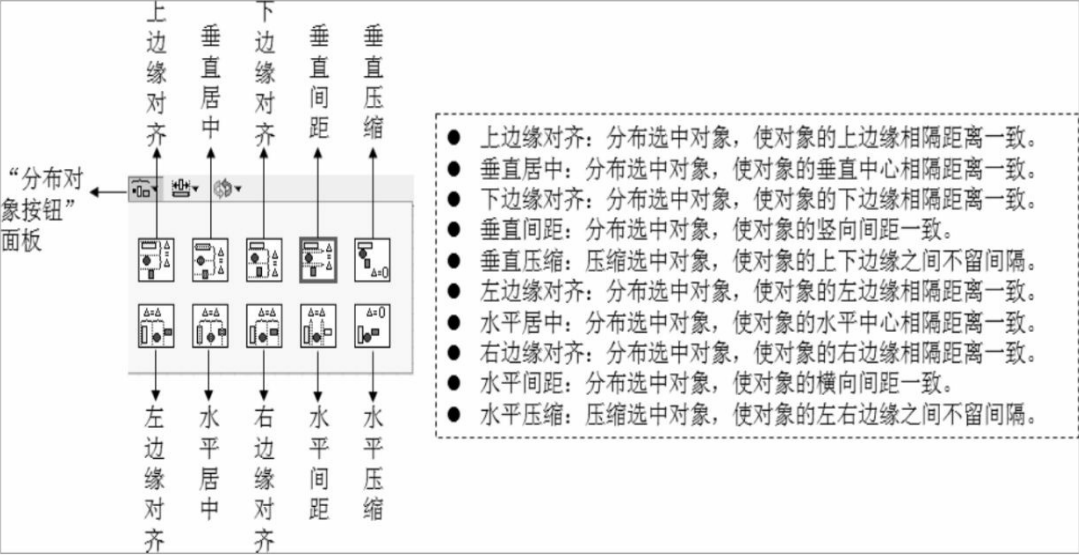 上边缘对齐
垂直居中
下边缘对齐
垂直间距
垂直压缩
“分布对
象按钮”
面板
Δ=0
Δ=Δ
Δ=Δ
Δ=Δ
Δ=Δ
Δ=0
左边缘对齐
水平居中
右边缘对齐
水平间距
水平压缩
● 上边缘对齐：分布选中对象，使对象的上边缘相隔距离一致。
● 垂直居中：分布选中对象，使对象的垂直中心相隔距离一致。
● 下边缘对齐：分布选中对象，使对象的下边缘相隔距离一致。
● 垂直间距：分布选中对象，使对象的竖向间距一致。
● 垂直压缩：压缩选中对象，使对象的上下边缘之间不留间隔。
● 左边缘对齐：分布选中对象，使对象的左边缘相隔距离一致。
● 水平居中：分布选中对象，使对象的水平中心相隔距离一致。
● 右边缘对齐：分布选中对象，使对象的右边缘相隔距离一致。
● 水平间距：分布选中对象，使对象的横向间距一致。
● 水平压缩：压缩选中对象，使对象的左右边缘之间不留间隔。